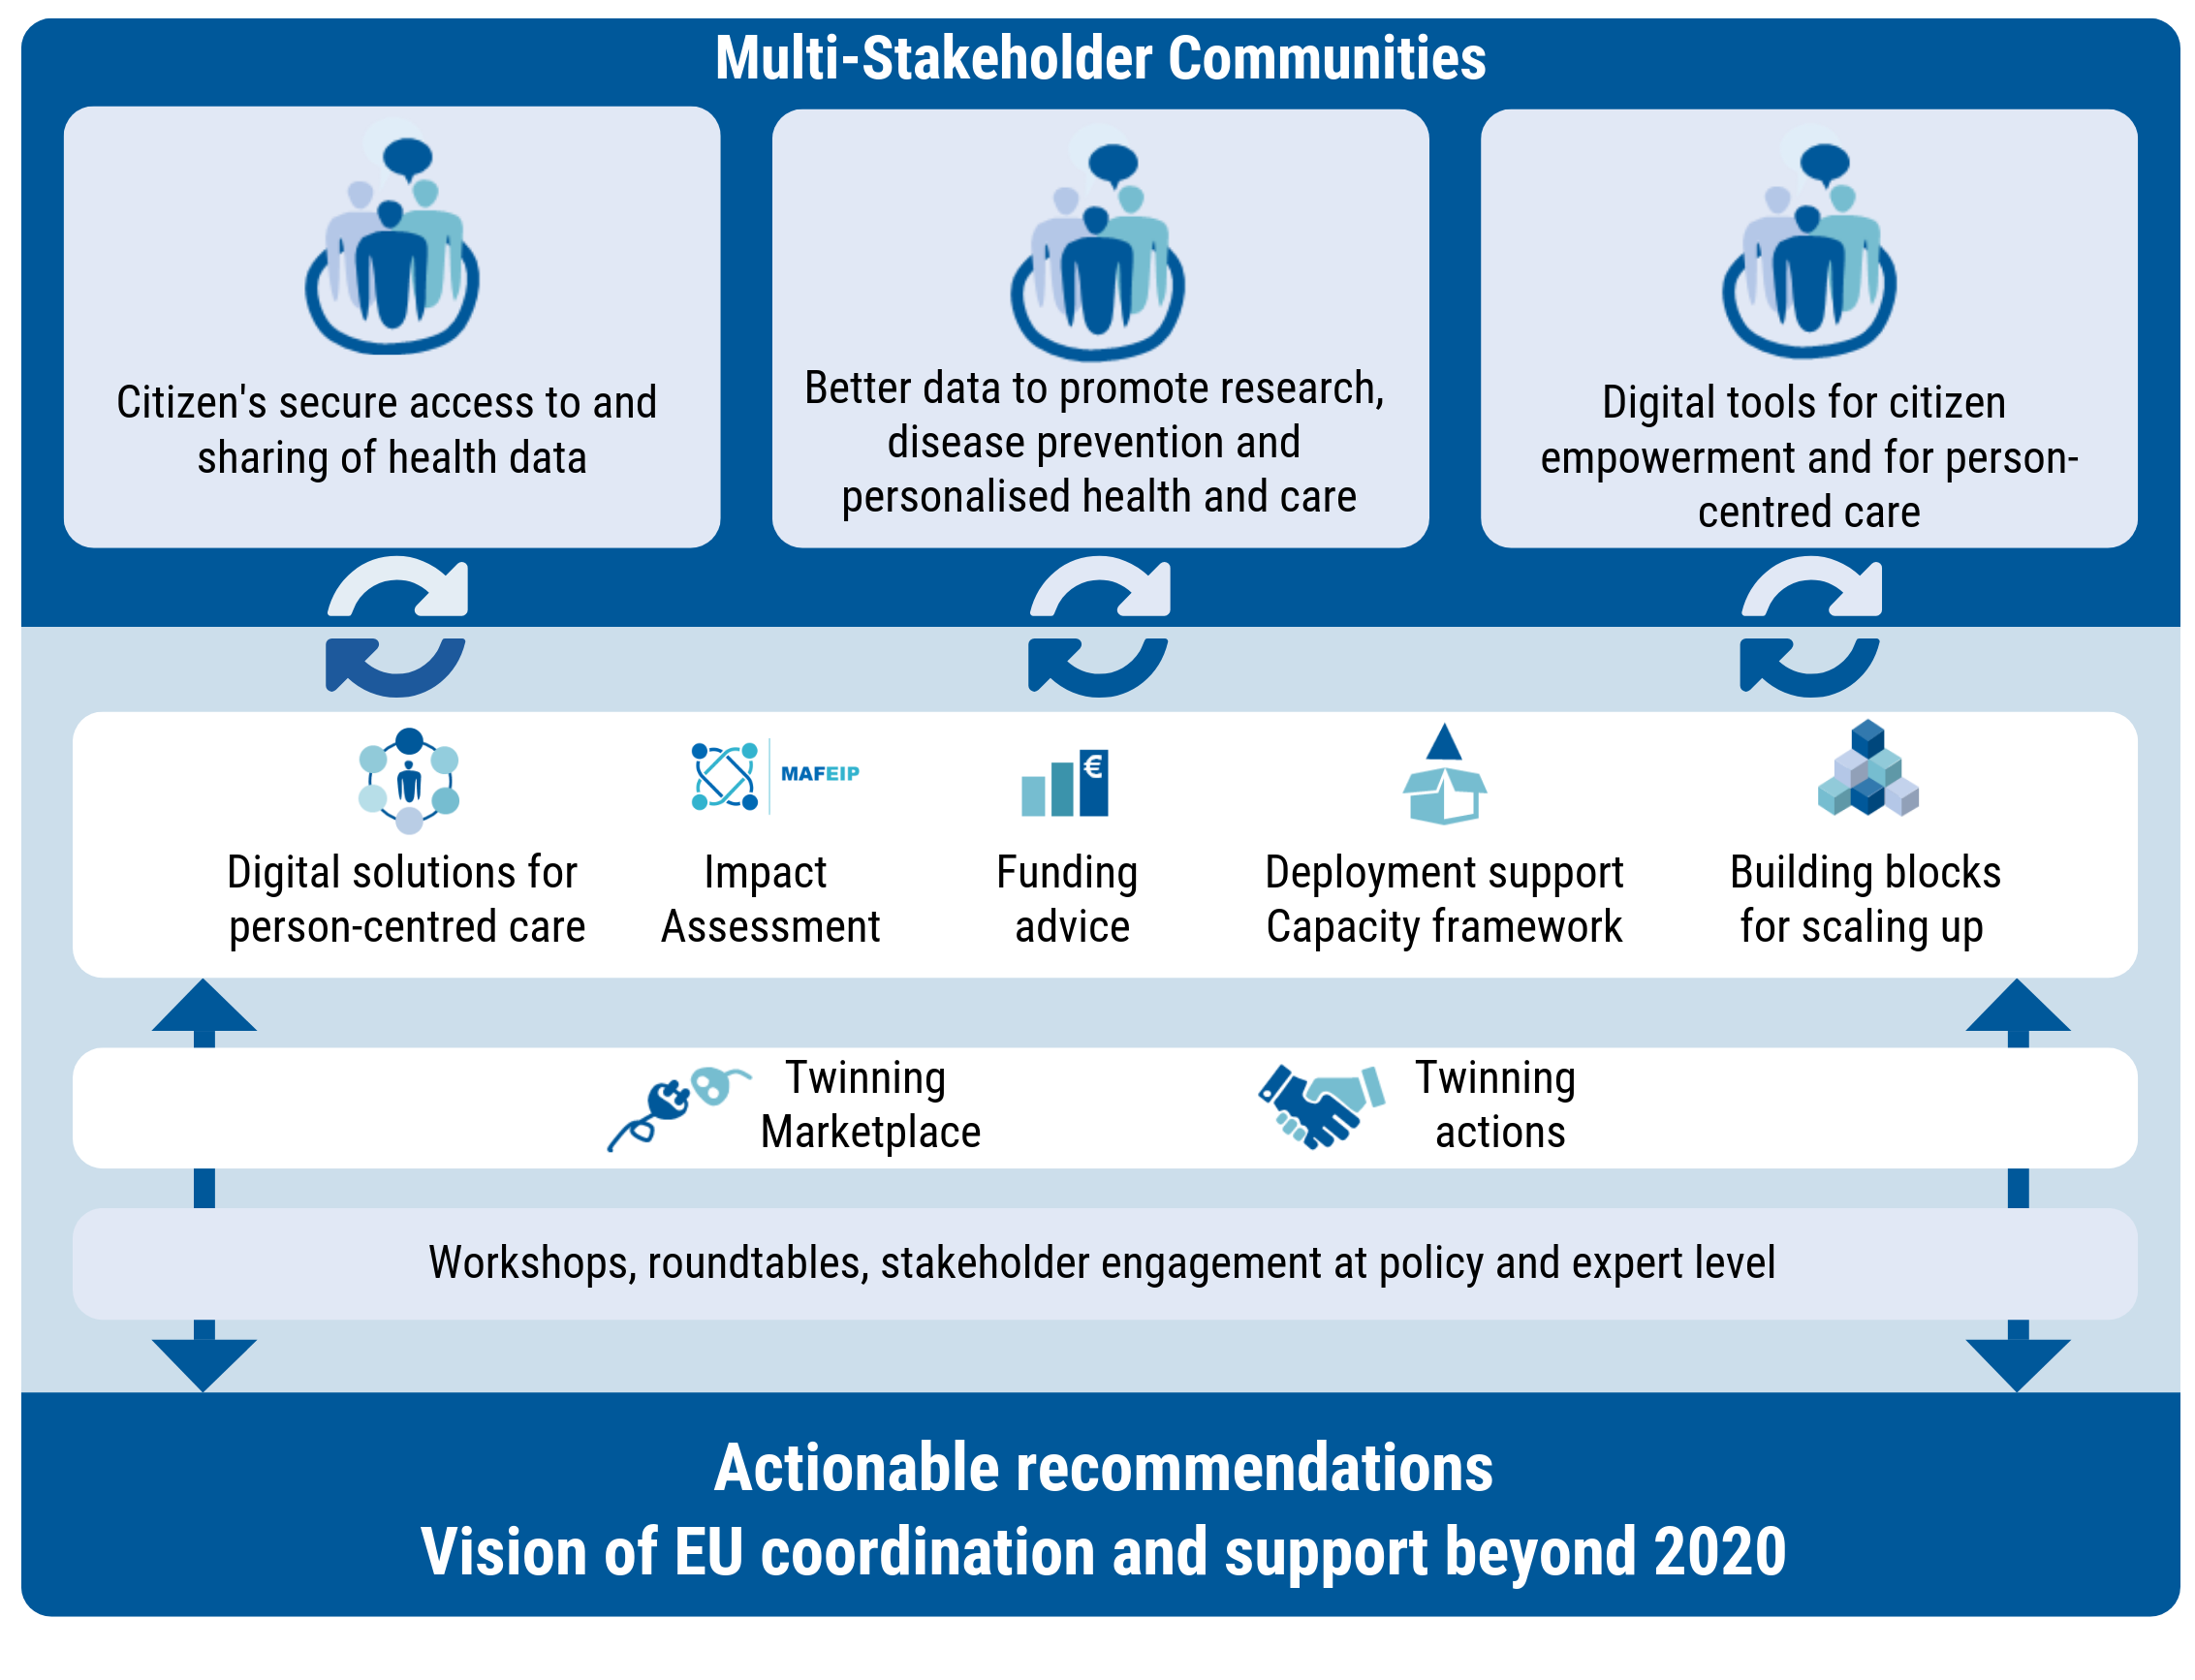 Multi-Stakeholder Communities
Citizen's secure access to and
sharing of health data
Better data to promote research,
disease prevention and
personalised health and care
Digital tools for citizen
empowerment and for person-
centred care
MAFEIP
€
Digital solutions for
person-centred care
Impact
Assessment
Funding
advice
Deployment support
Capacity framework
Building blocks
for scaling up
Twinning
Marketplace
Twinning
actions
Workshops, roundtables, stakeholder engagement at policy and expert level
Actionable recommendations
Vision of EU coordination and support beyond 2020